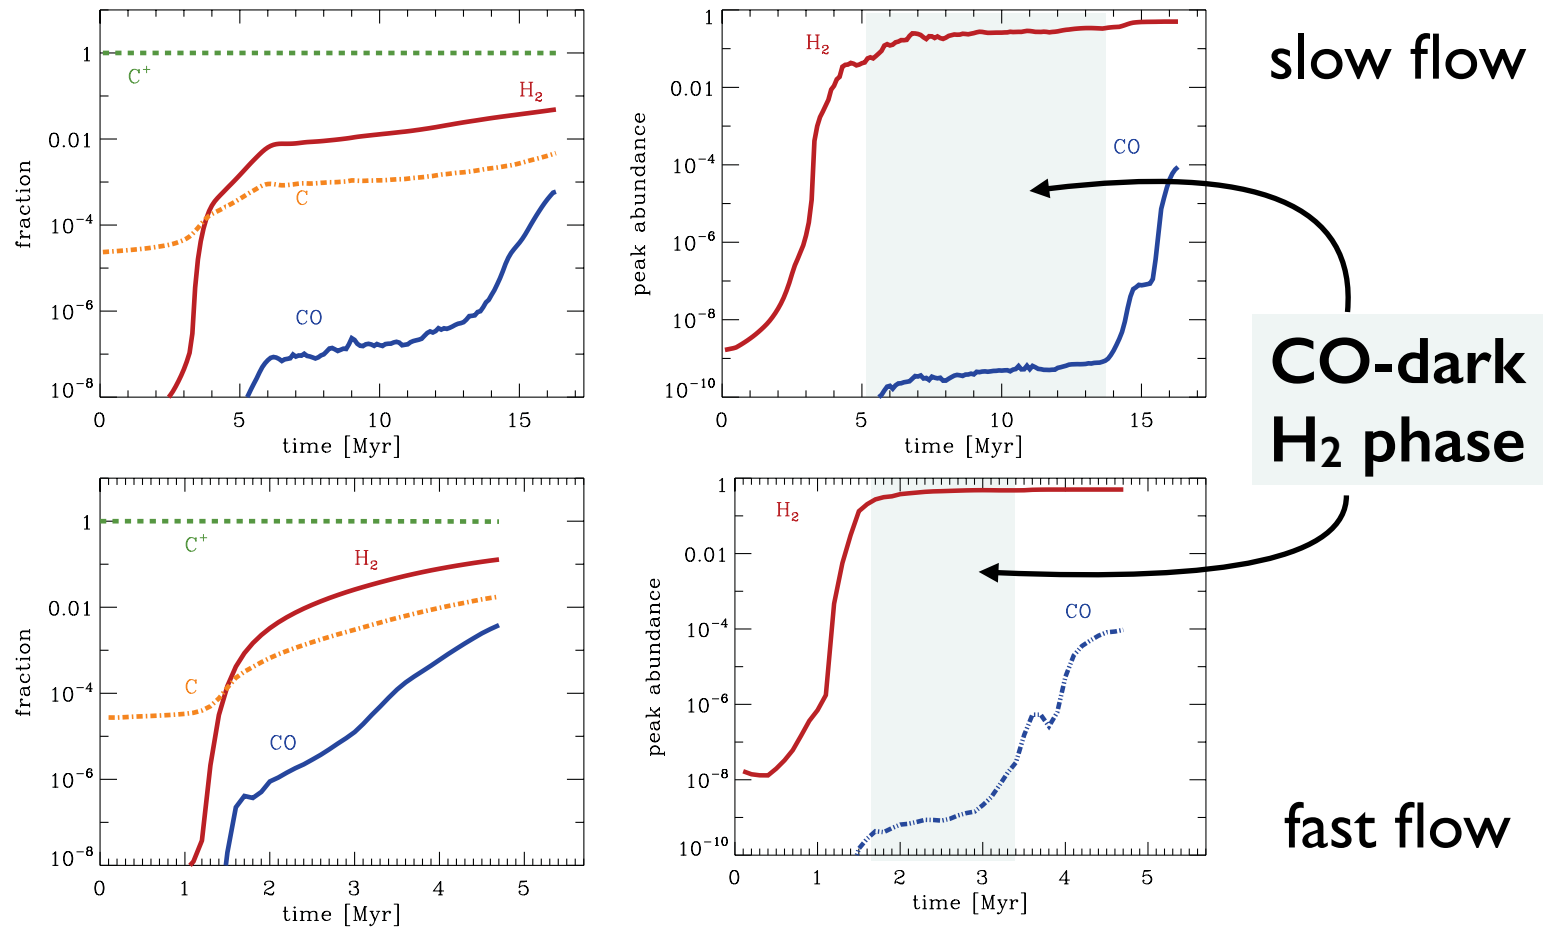 1
0.01
10⁻⁴
10⁻⁶
10⁻⁸
fraction
C⁺
H₂
C
CO
0 5 10 15
time [Myr]
1
0.01
10⁻⁴
10⁻⁶
10⁻⁸
10⁻¹⁰
peak abundance
H₂
CO
0 5 10 15
time [Myr]
slow flow
CO-dark
H₂ phase
1
0.01
10⁻⁴
10⁻⁶
10⁻⁸
fraction
C⁺
H₂
C
CO
0 1 2 3 4 5
time [Myr]
1
0.01
10⁻⁴
10⁻⁶
10⁻⁸
10⁻¹⁰
peak abundance
H₂
CO
0 1 2 3 4 5
time [Myr]
fast flow